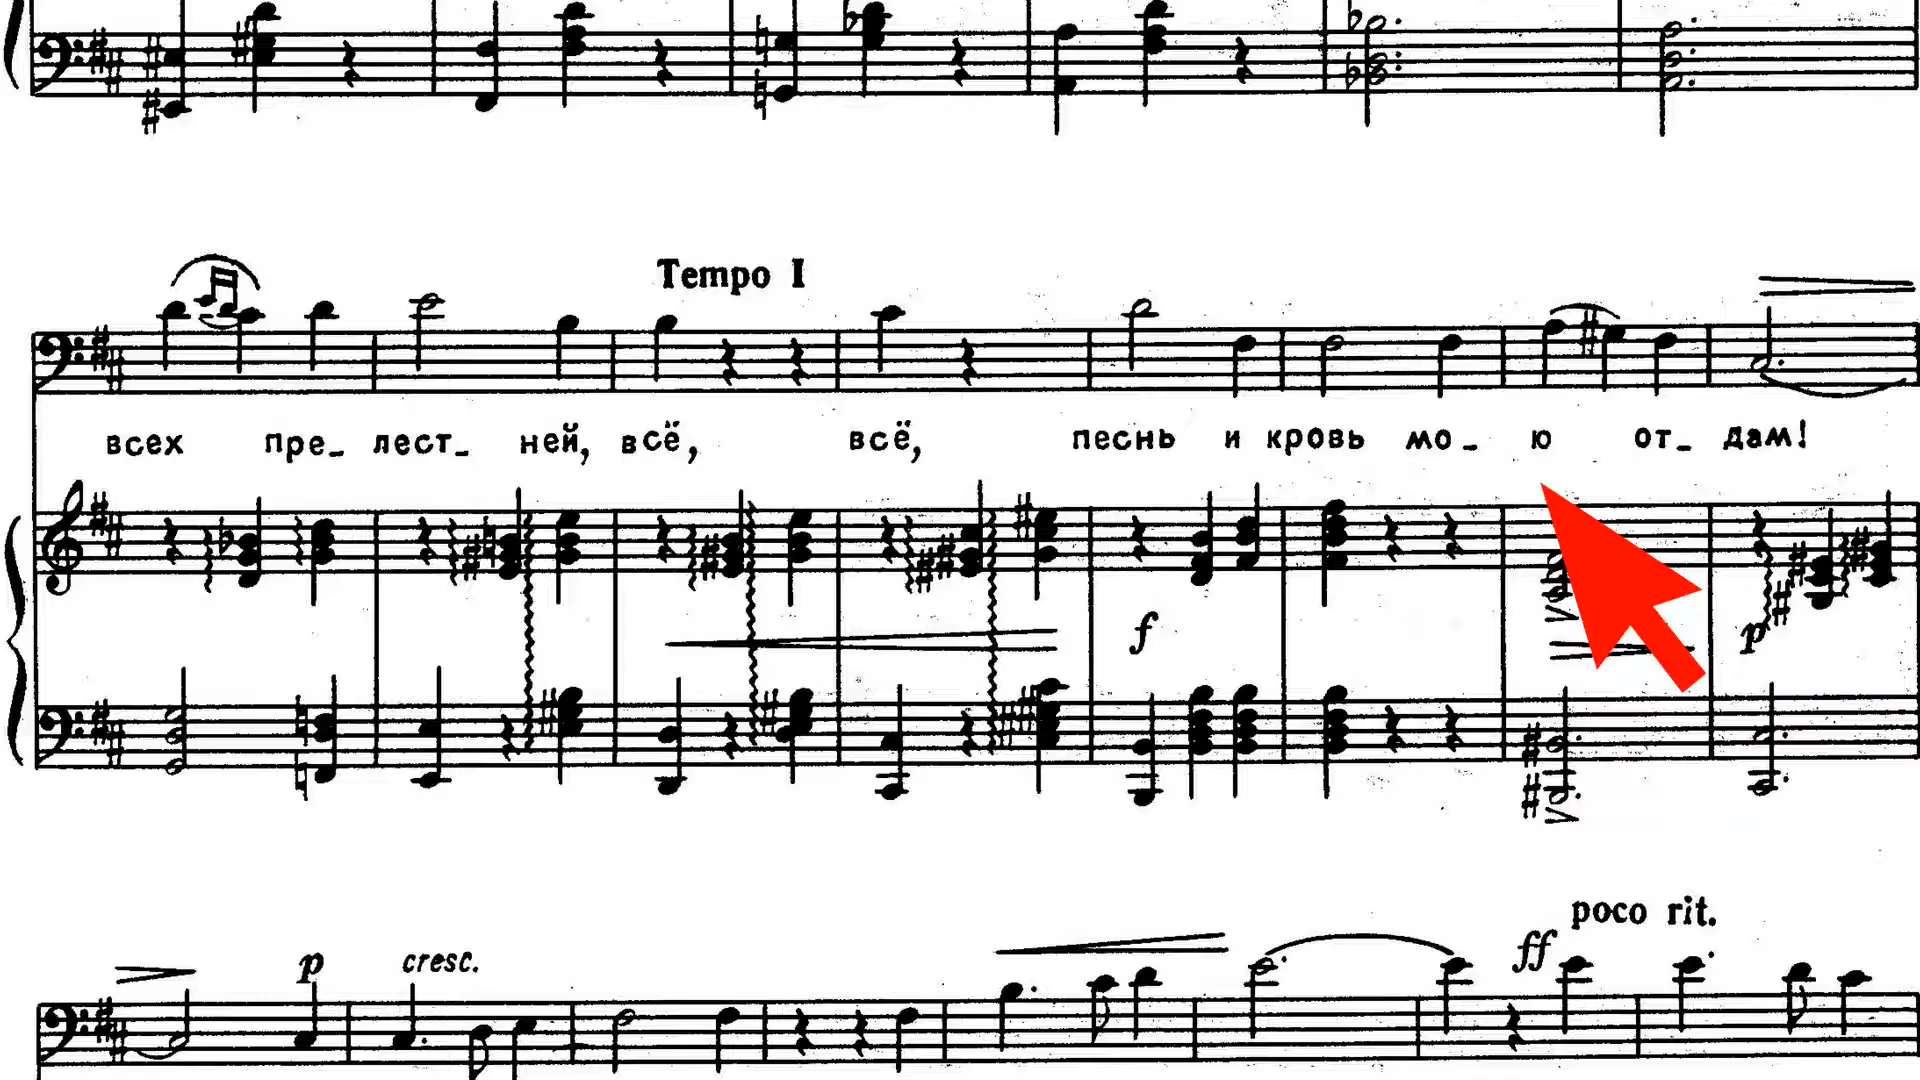 Tempo I
всех пре_ лест_ ней, всё, всё, песнь и кровь мо_ ю от_ дам!
f
p
poco rit.
p cresc. ff